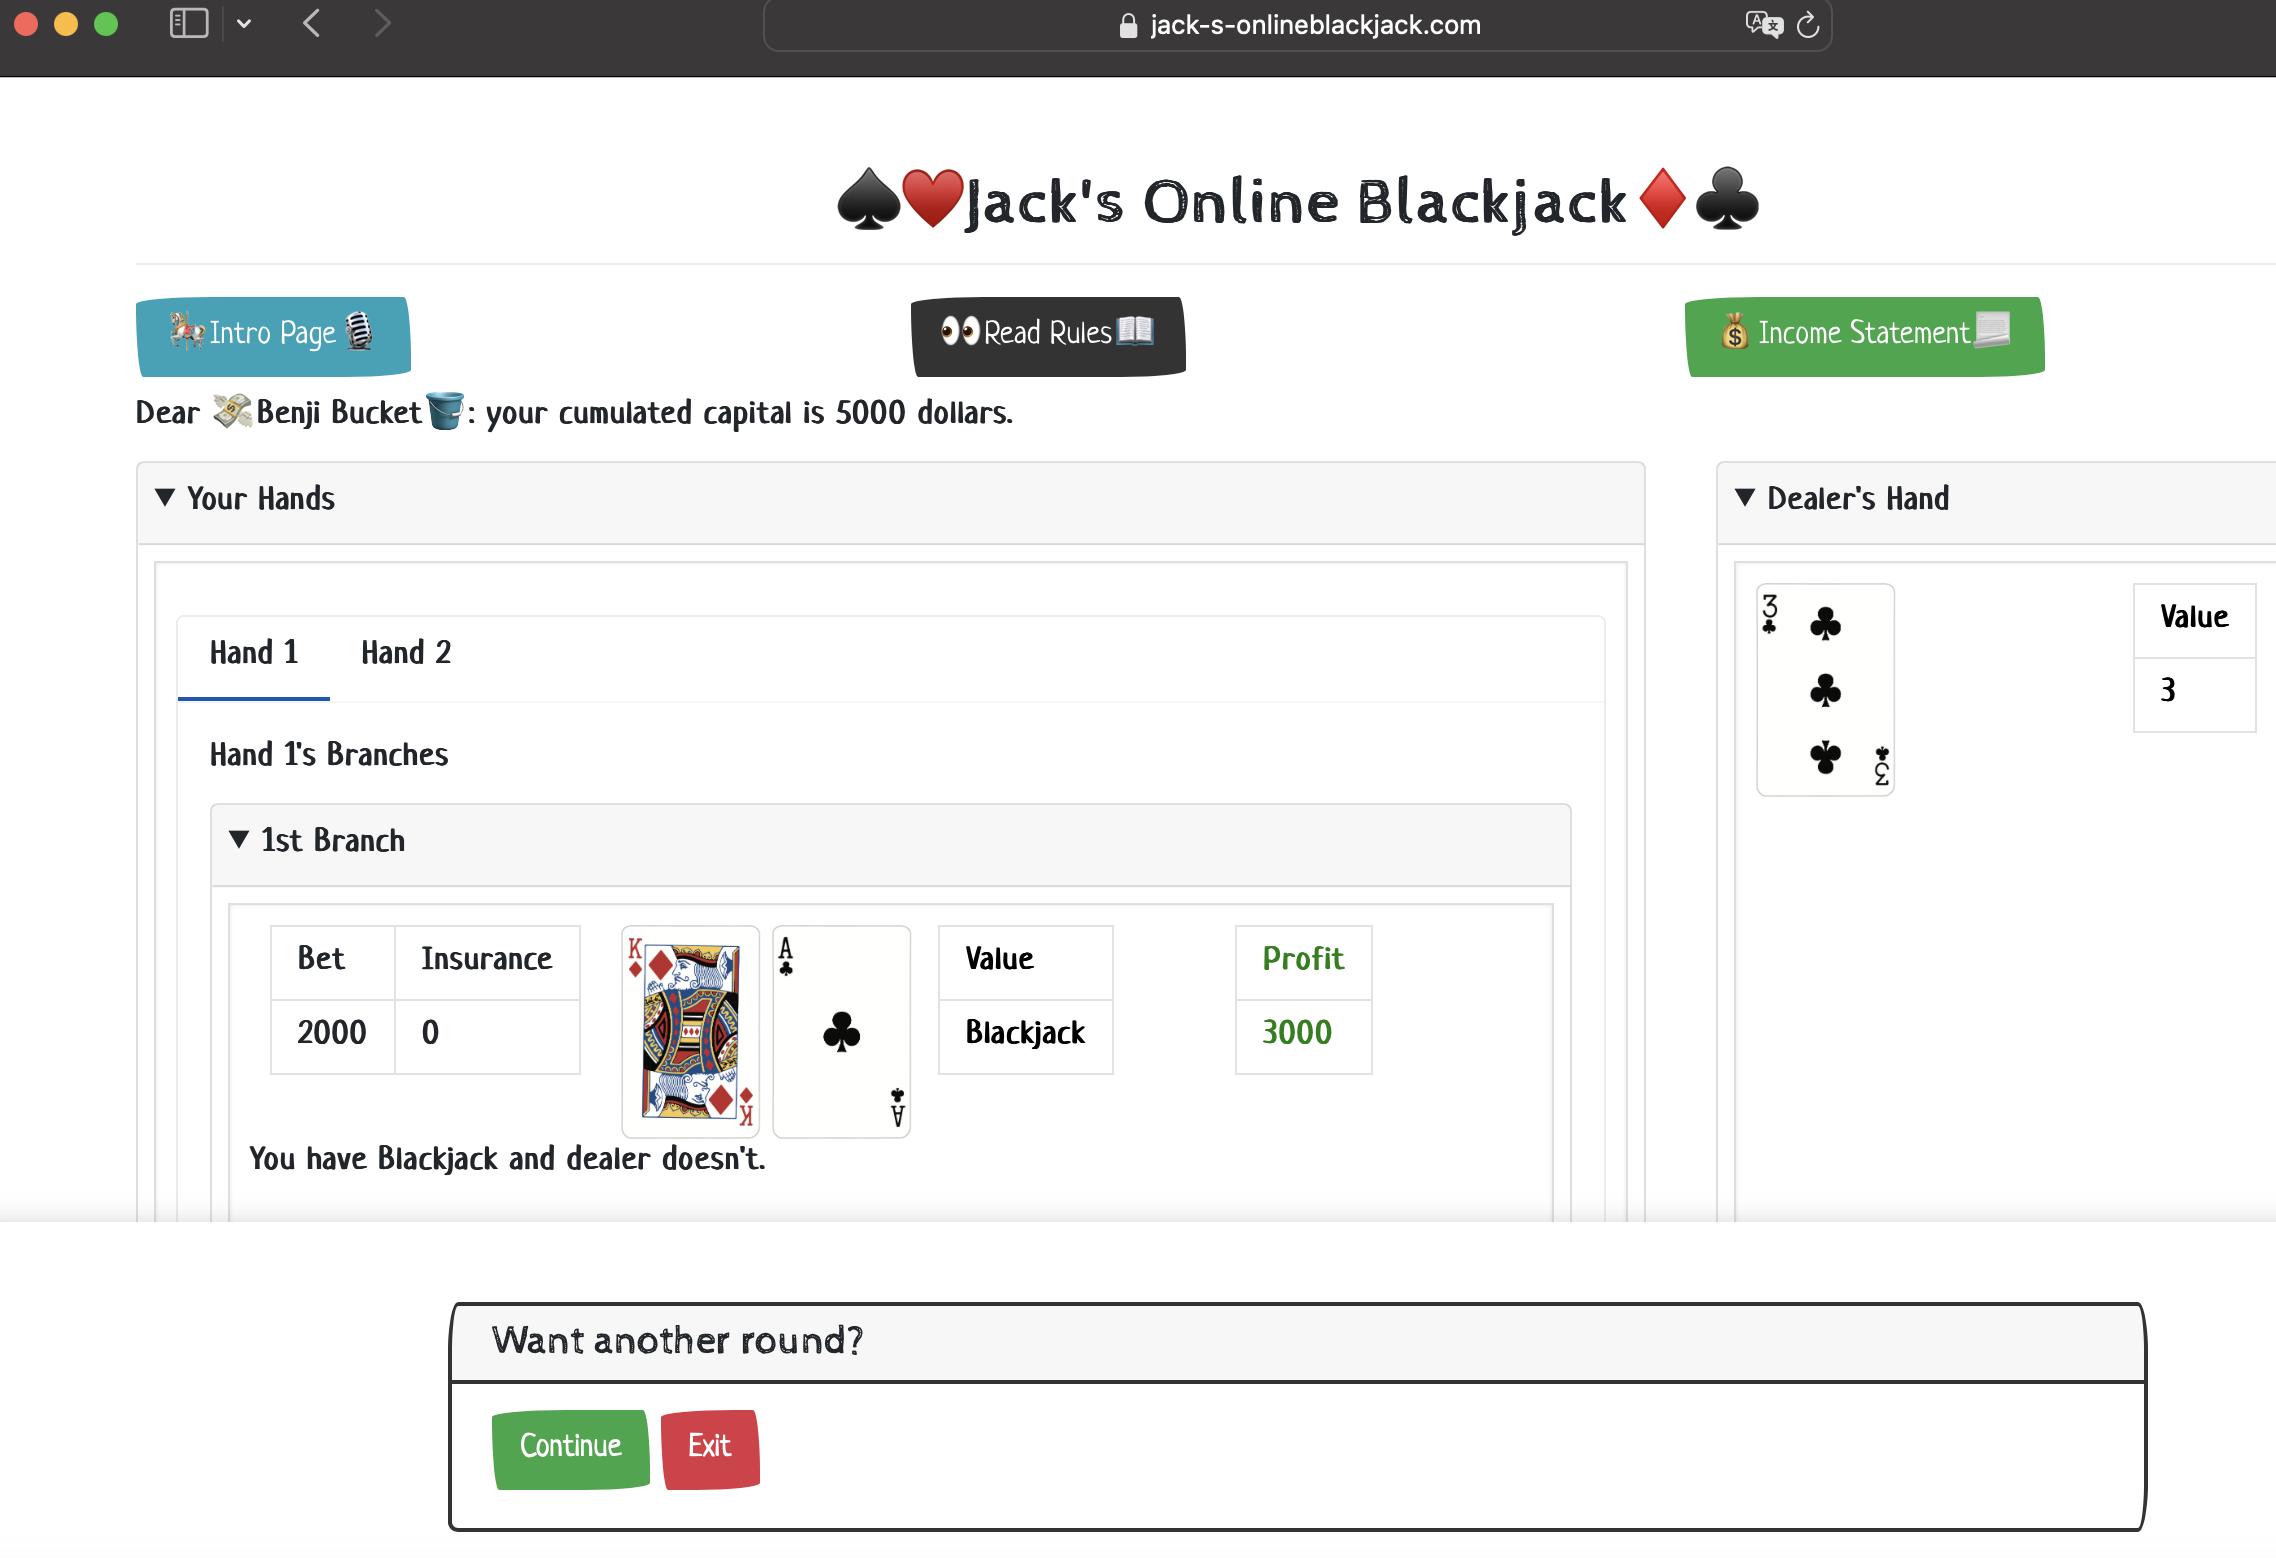 jack-s-onlineblackjack.com
Jack's Online Blackjack
Intro Page
Read Rules
Income Statement
Dear Benji Bucket: your cumulated capital is 5000 dollars.
Your Hands
Dealer's Hand
Hand 1 Hand 2
3
Value
3
3
Hand 1's Branches
1st Branch
Bet Insurance
2000 0
K
K
A
A
Value
Blackjack
Profit
3000
You have Blackjack and dealer doesn't.
Want another round?
Continue Exit